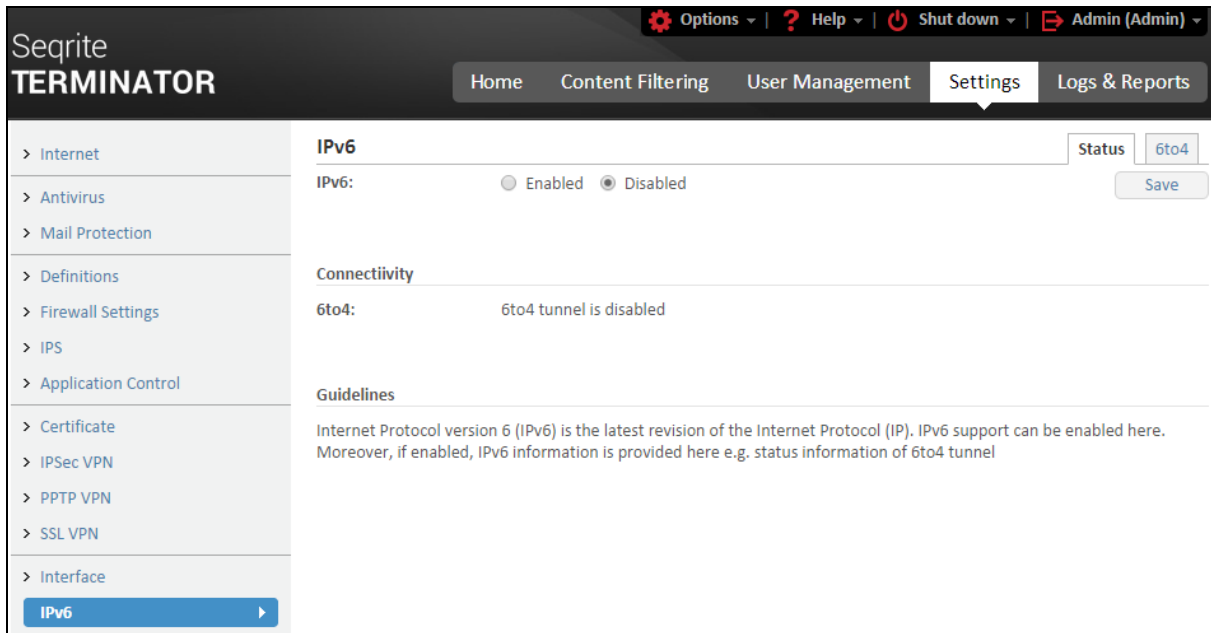 Options | Help | Shut down | Admin (Admin)
Seqrite
TERMINATOR
Home Content Filtering User Management Settings Logs & Reports
Internet
Antivirus
Mail Protection
Definitions
Firewall Settings
IPS
Application Control
Certificate
IPSec VPN
PPTP VPN
SSL VPN
Interface
IPv6
IPv6 Status 6to4
IPv6: Enabled Disabled Save
Connectiivity
6to4: 6to4 tunnel is disabled
Guidelines
Internet Protocol version 6 (IPv6) is the latest revision of the Internet Protocol (IP). IPv6 support can be enabled here.
Moreover, if enabled, IPv6 information is provided here e.g. status information of 6to4 tunnel